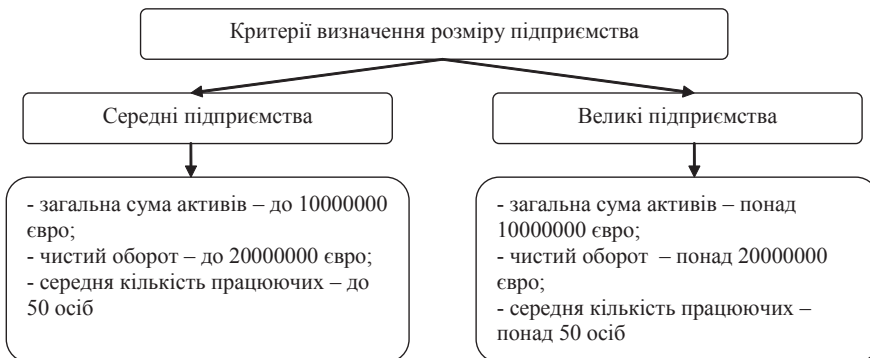 Критерії визначення розміру підприємства
Середні підприємства
Великі підприємства
- загальна сума активів – до 10000000
євро;
- чистий оборот – до 20000000 євро;
- середня кількість працюючих – до
50 осіб
- загальна сума активів – понад
10000000 євро;
- чистий оборот – понад 20000000
євро;
- середня кількість працюючих –
понад 50 осіб